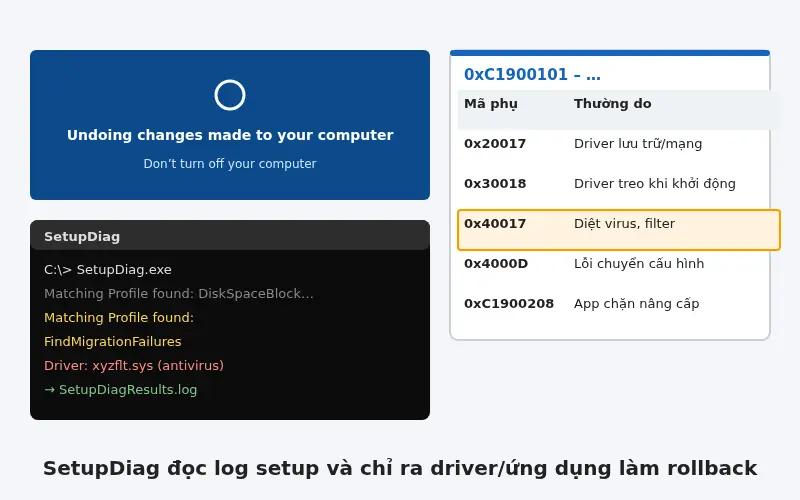 Undoing changes made to your computer
Don’t turn off your computer
SetupDiag
C:\> SetupDiag.exe
Matching Profile found: DiskSpaceBlock…
Matching Profile found:
FindMigrationFailures
Driver: xyzflt.sys (antivirus)
→ SetupDiagResults.log
0xC1900101 – …
Mã phụ Thường do
0x20017 Driver lưu trữ/mạng
0x30018 Driver treo khi khởi động
0x40017 Diệt virus, filter
0x4000D Lỗi chuyển cấu hình
0xC1900208 App chặn nâng cấp
SetupDiag đọc log setup và chỉ ra driver/ứng dụng làm rollback